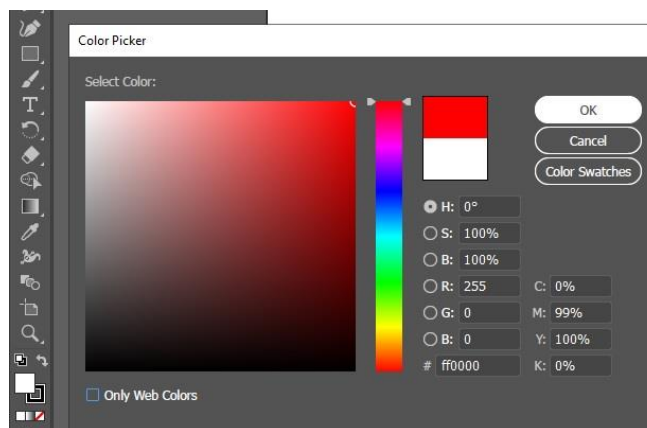 Color Picker
Select Color:
OK
Cancel
Color Swatches
H: 0°
S: 100%
B: 100%
R: 255 C: 0%
G: 0 M: 99%
B: 0 Y: 100%
# ff0000 K: 0%
Only Web Colors